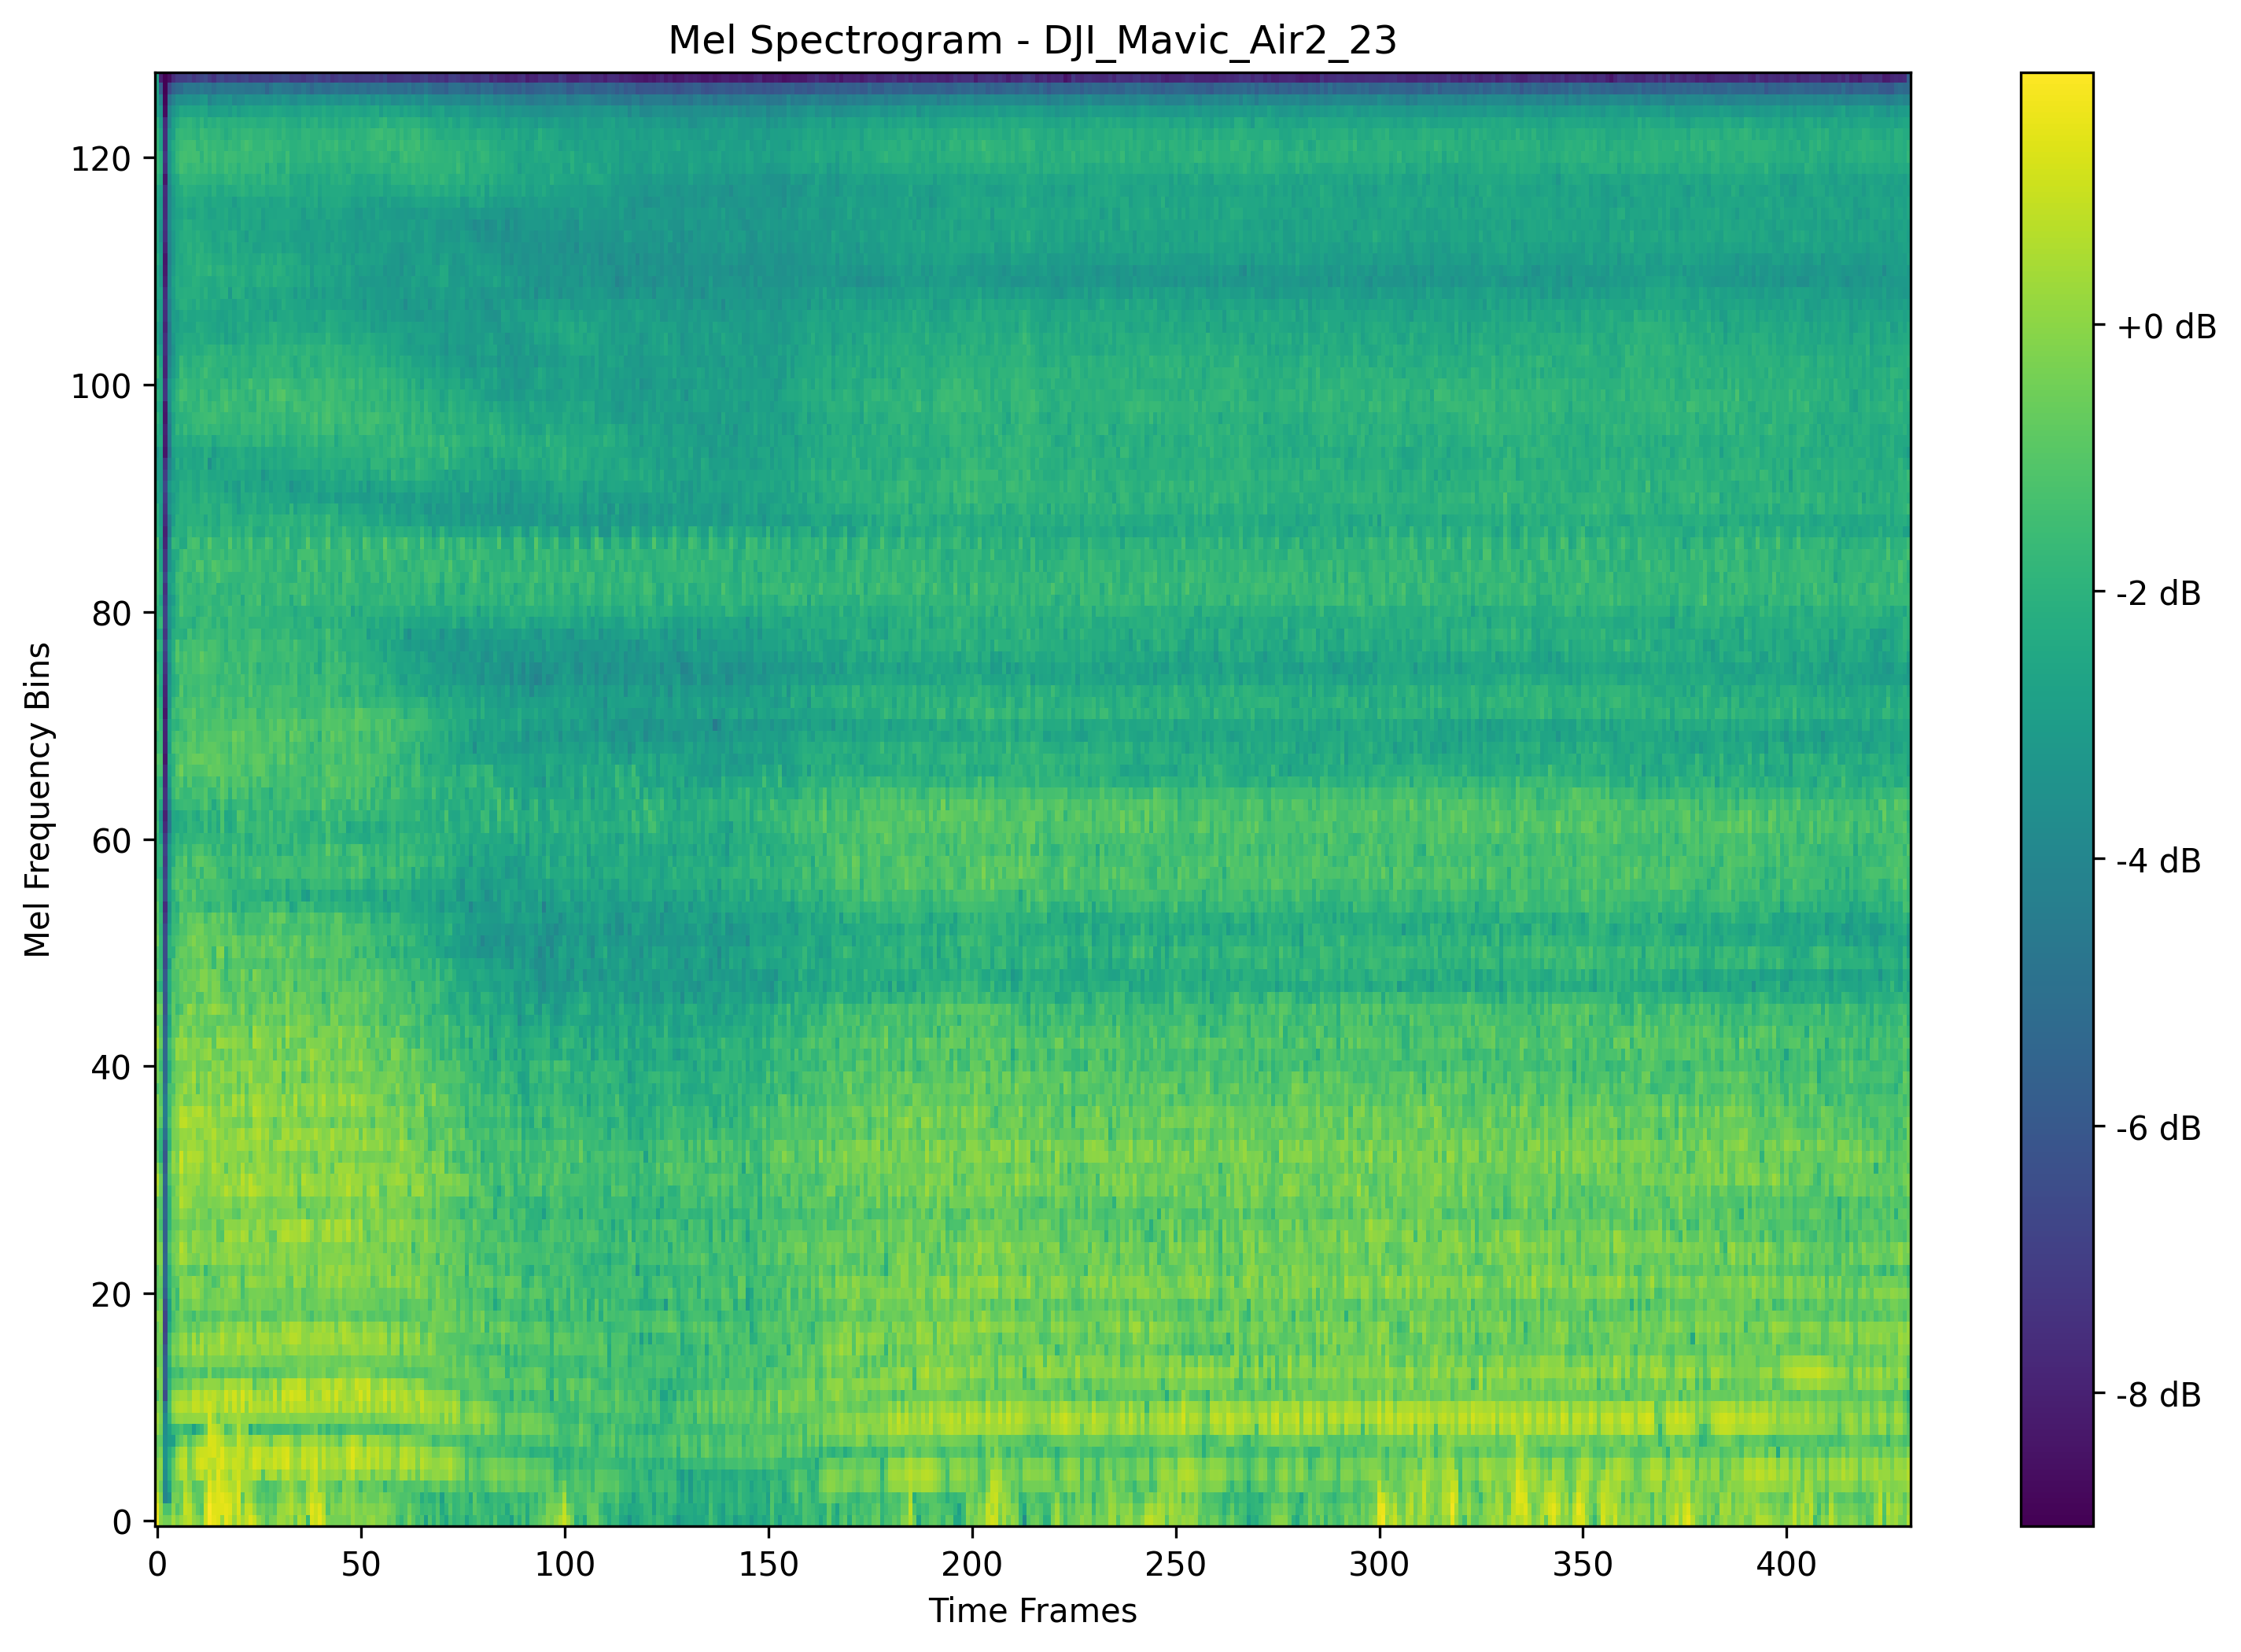 Mel Spectrogram - DJI_Mavic_Air2_23
Mel Frequency Bins
120
100
80
60
40
20
0
0 50 100 150 200 250 300 350 400
Time Frames
+0 dB
-2 dB
-4 dB
-6 dB
-8 dB